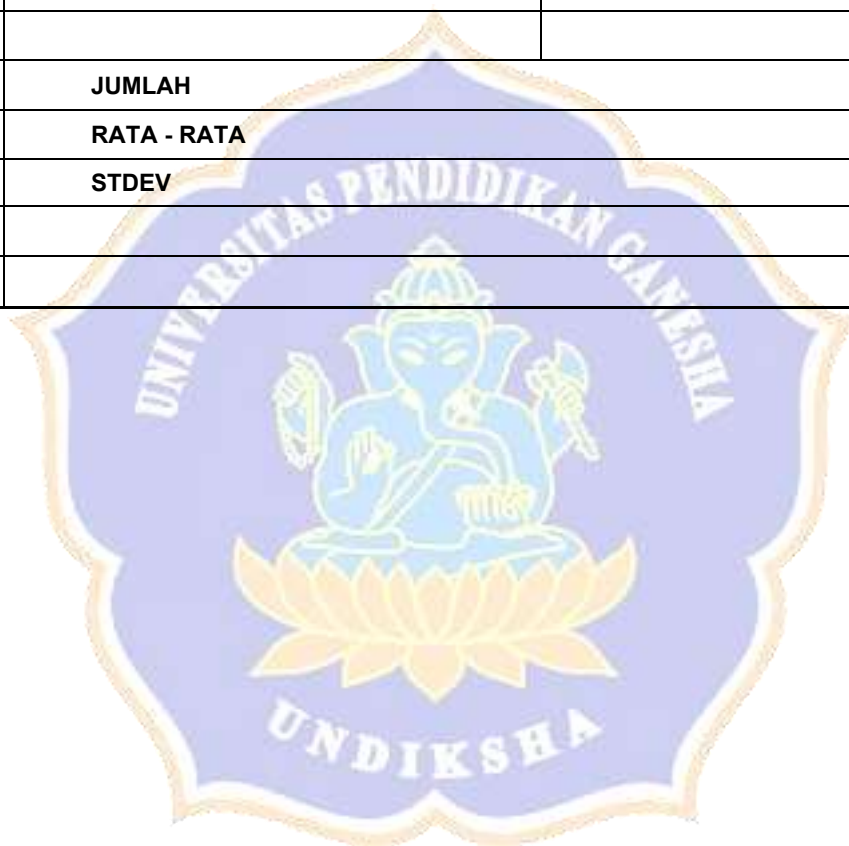 JUMLAH
RATA - RATA
STDEV
UNIVERSITAS PENDIDIKAN GANESHA
UNDIKSHA